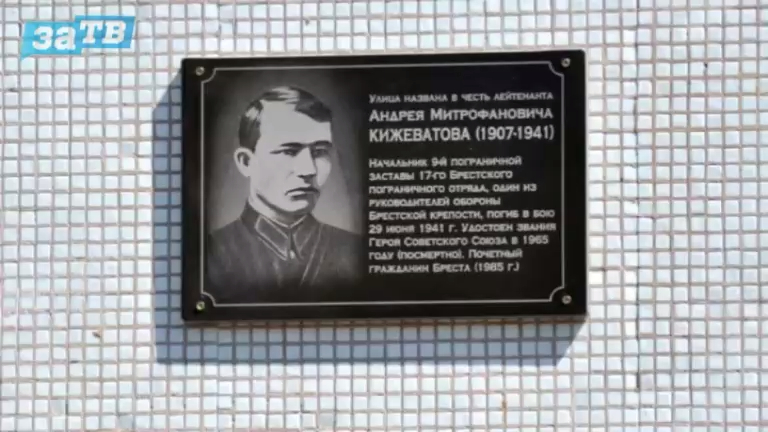 за ТВ
Улица названа в честь лейтенанта
Андрея Митрофановича
Кижеватова (1907-1941)
Начальник 9-й пограничной
заставы 17-го Брестского
пограничного отряда, один из
руководителей обороны
Брестской крепости, погиб в бою
29 июня 1941 г. Удостоен звания
Героя Советского Союза в 1965
году (посмертно). Почетный
гражданин Бреста (1985 г.)